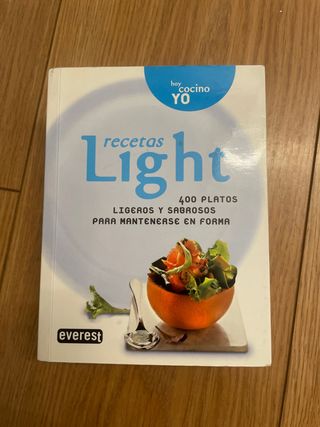 hoy
cocino
YO
recetas
Light
400 PLATOS
LIGEROS Y SABROSOS
PARA MANTENERSE EN FORMA
everest